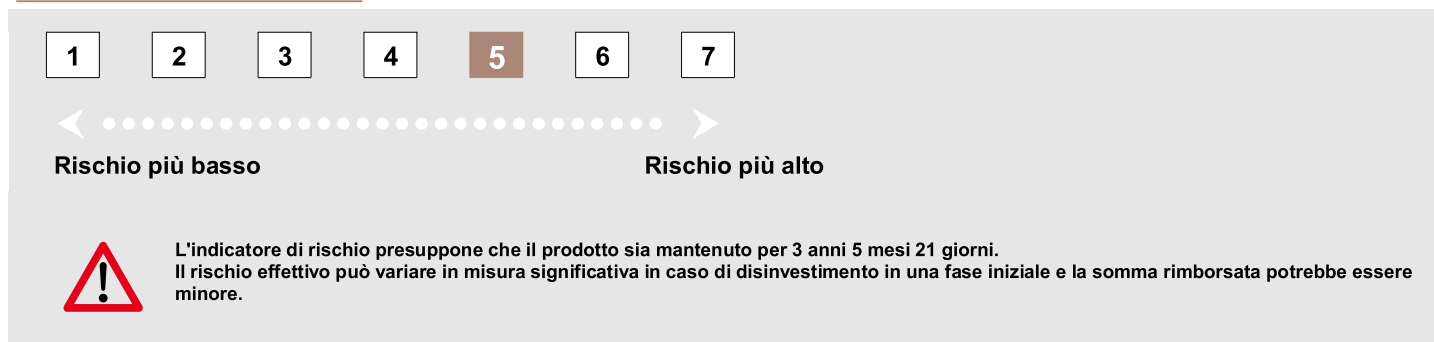 1 2 3 4 5 6 7
Rischio più basso Rischio più alto
L'indicatore di rischio presuppone che il prodotto sia mantenuto per 3 anni 5 mesi 21 giorni.
Il rischio effettivo può variare in misura significativa in caso di disinvestimento in una fase iniziale e la somma rimborsata potrebbe essere
minore.